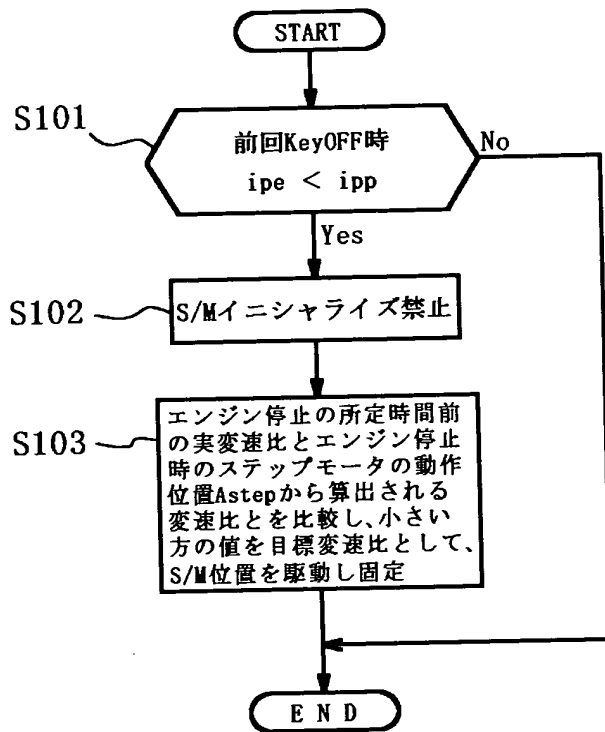 START
S101
前回KeyOFF時
ipe < ipp
No
Yes
S102
S/Mイニシャライズ禁止
S103
エンジン停止の所定時間前
の実変速比とエンジン停止
時のステップモータの動作
位置Astepから算出される
変速比とを比較し、小さい
方の値を目標変速比として、
S/M位置を駆動し固定
END